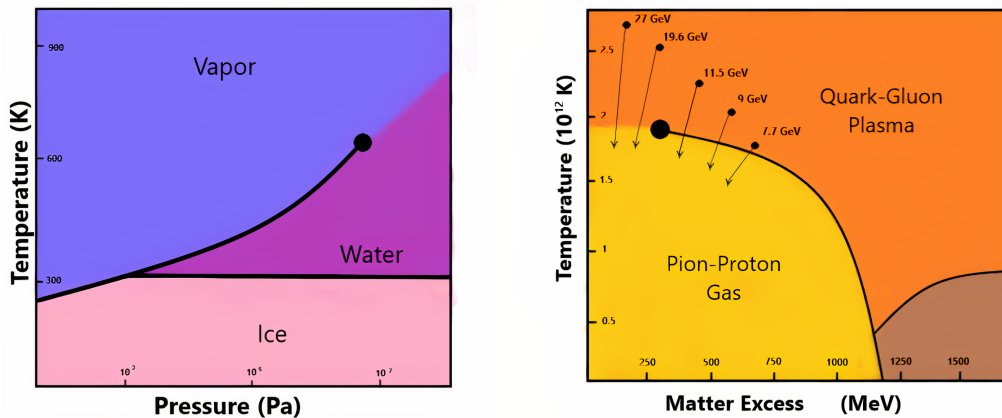 Temperature (K)
900
600
300
Vapor
Water
Ice
10³
10⁷
Pressure (Pa)
Temperature (10¹² K)
2.5
2
1.5
1
0.5
27 GeV
19.6 GeV
11.5 GeV
9 GeV
7.7 GeV
Quark-Gluon
Plasma
Pion-Proton
Gas
250
500
750
1000
1250
1500
Matter Excess (MeV)